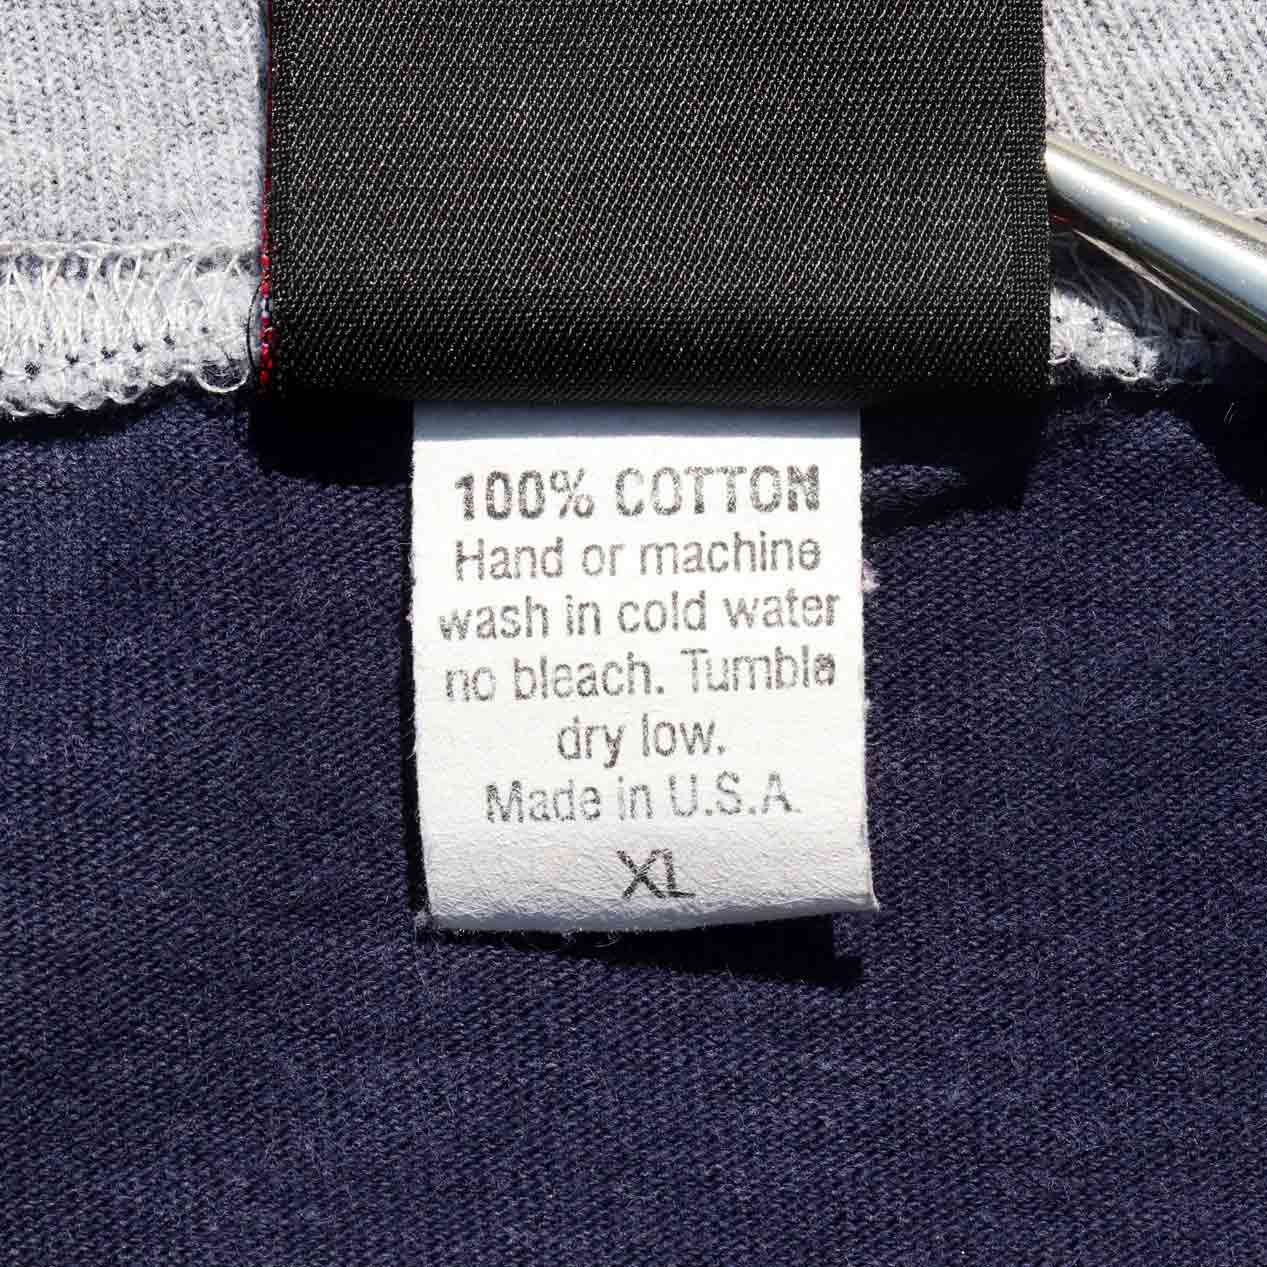 100% COTTON
Hand or machine
wash in cold water
no bleach. Tumble
dry low.
Made in U.S.A.
XL